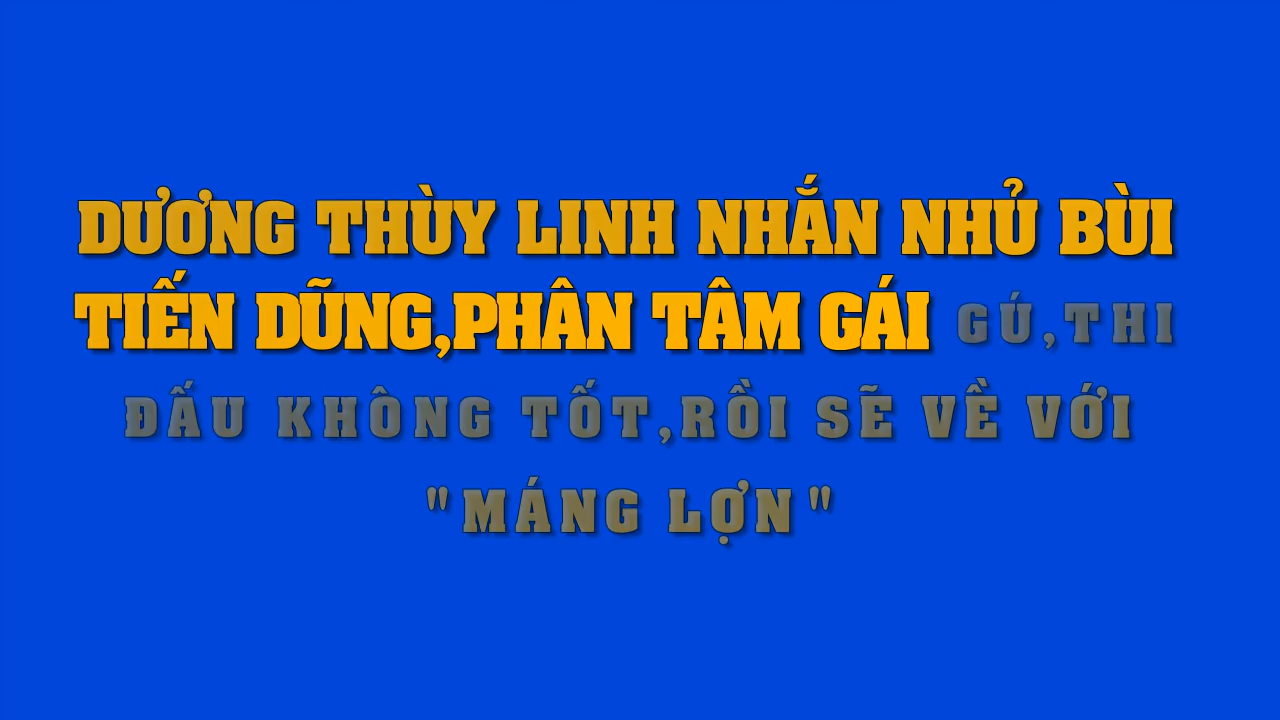 DƯƠNG THÙY LINH NHẮN NHỦ BÙI
TIẾN DŨNG,PHÂN TÂM GÁI GÚ,THI
ĐẤU KHÔNG TỐT,RỒI SẼ VỀ VỚI
"MÁNG LỢN"